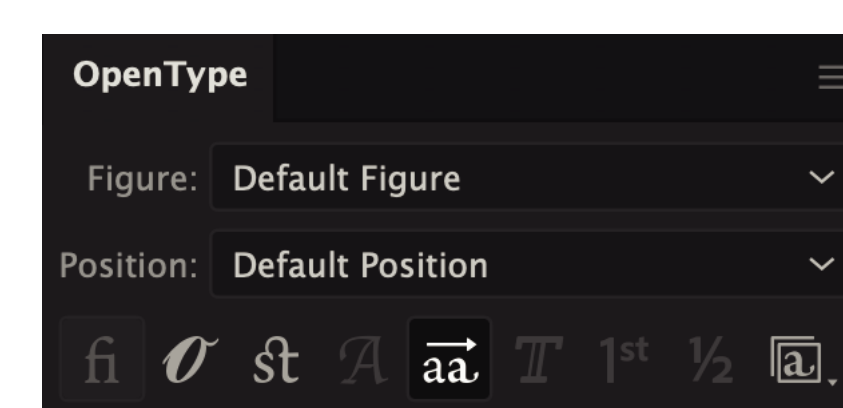 OpenType
Figure: Default Figure
Position: Default Position
fi O st A aa T 1st ½ a